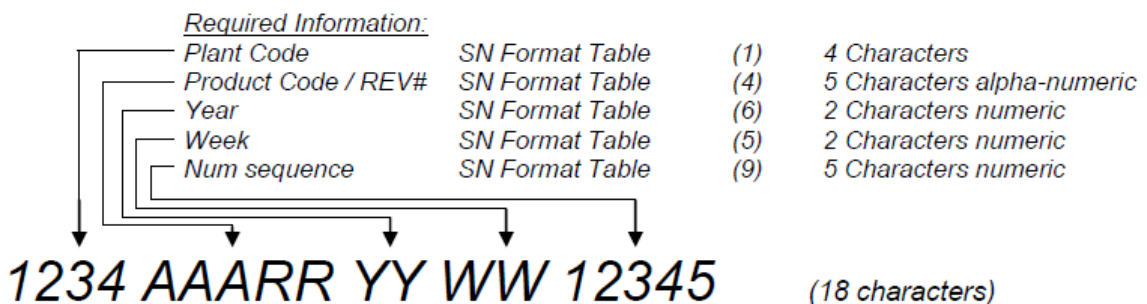 Required Information:
Plant Code SN Format Table (1) 4 Characters
Product Code / REV# SN Format Table (4) 5 Characters alpha-numeric
Year SN Format Table (6) 2 Characters numeric
Week SN Format Table (5) 2 Characters numeric
Num sequence SN Format Table (9) 5 Characters numeric
1234 AAARR YY WW 12345 (18 characters)